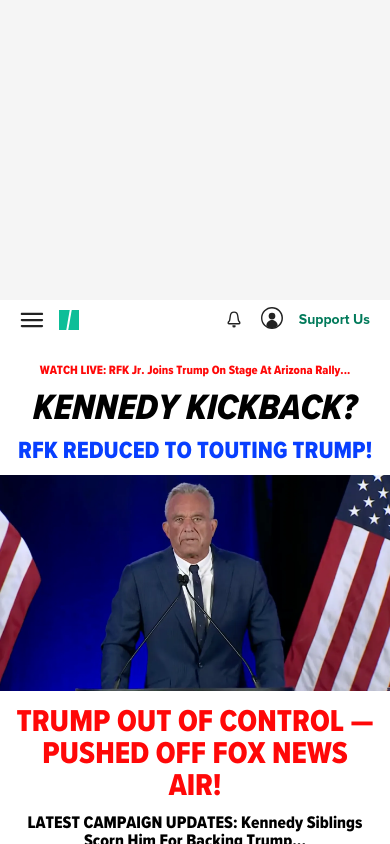 Support Us
WATCH LIVE: RFK Jr. Joins Trump On Stage At Arizona Rally...
KENNEDY KICKBACK?
RFK REDUCED TO TOUTING TRUMP!
TRUMP OUT OF CONTROL —
PUSHED OFF FOX NEWS
AIR!
LATEST CAMPAIGN UPDATES: Kennedy Siblings
Scorn Him For Backing Trump...